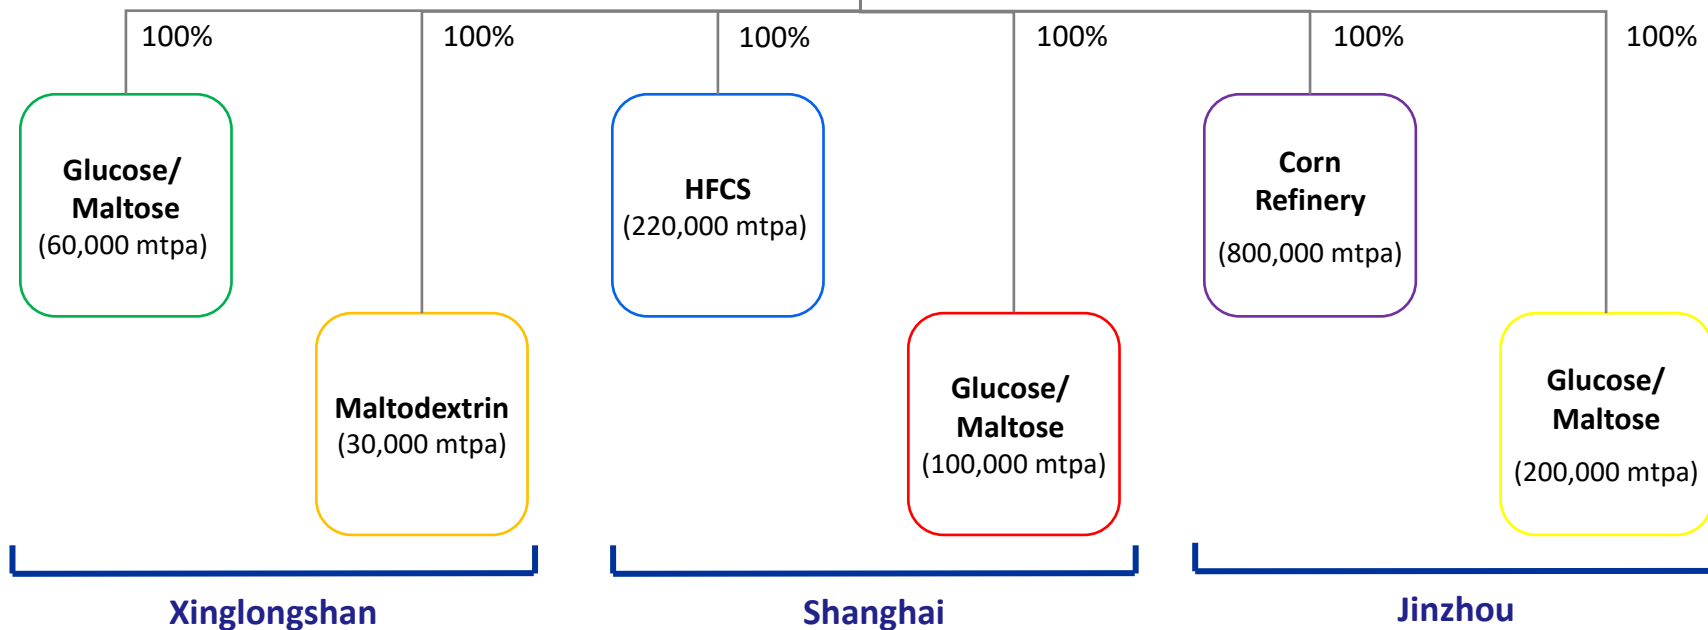 100%
100%
100%
100%
100%
100%
Glucose/
Maltose
(60,000 mtpa)
Maltodextrin
(30,000 mtpa)
HFCS
(220,000 mtpa)
Glucose/
Maltose
(100,000 mtpa)
Corn
Refinery
(800,000 mtpa)
Glucose/
Maltose
(200,000 mtpa)
Xinglongshan
Shanghai
Jinzhou